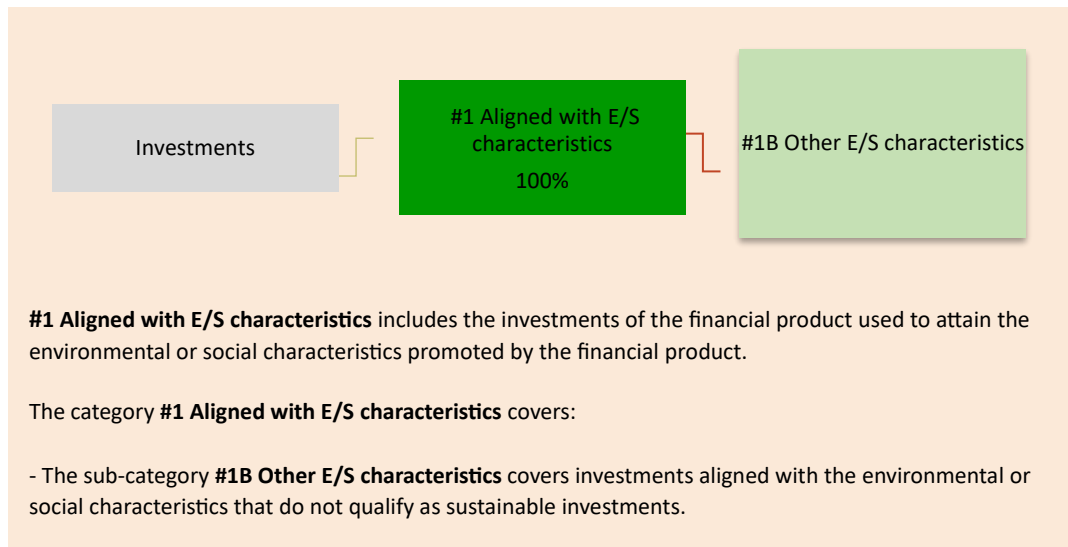 Investments
#1 Aligned with E/S
characteristics
100%
#1B Other E/S characteristics
#1 Aligned with E/S characteristics includes the investments of the financial product used to attain the
environmental or social characteristics promoted by the financial product.
The category #1 Aligned with E/S characteristics covers:
- The sub-category #1B Other E/S characteristics covers investments aligned with the environmental or
social characteristics that do not qualify as sustainable investments.